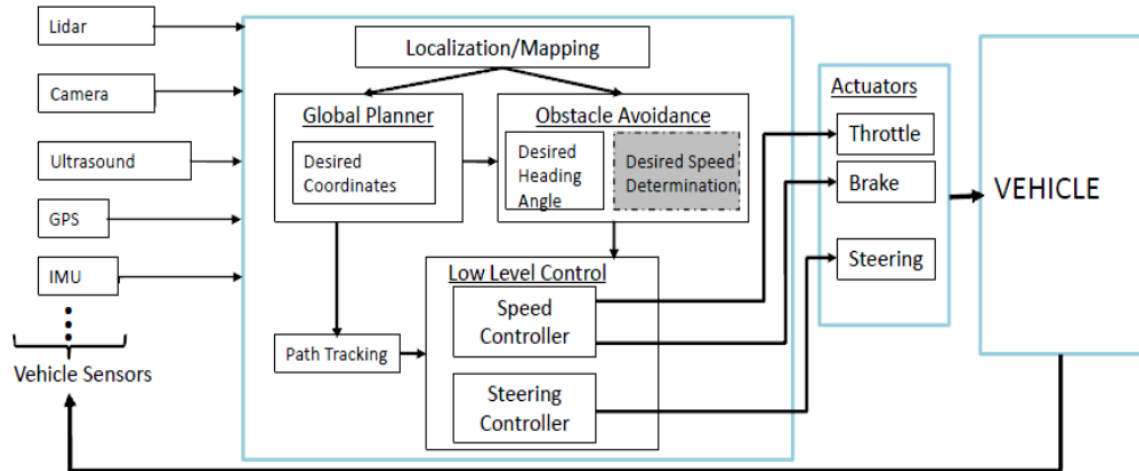 Lidar
Camera
Ultrasound
GPS
IMU
Vehicle Sensors
Localization/Mapping
Global Planner
Desired
Coordinates
Obstacle Avoidance
Desired
Heading
Angle
Desired Speed
Determination
Path Tracking
Low Level Control
Speed
Controller
Steering
Controller
Actuators
Throttle
Brake
Steering
VEHICLE